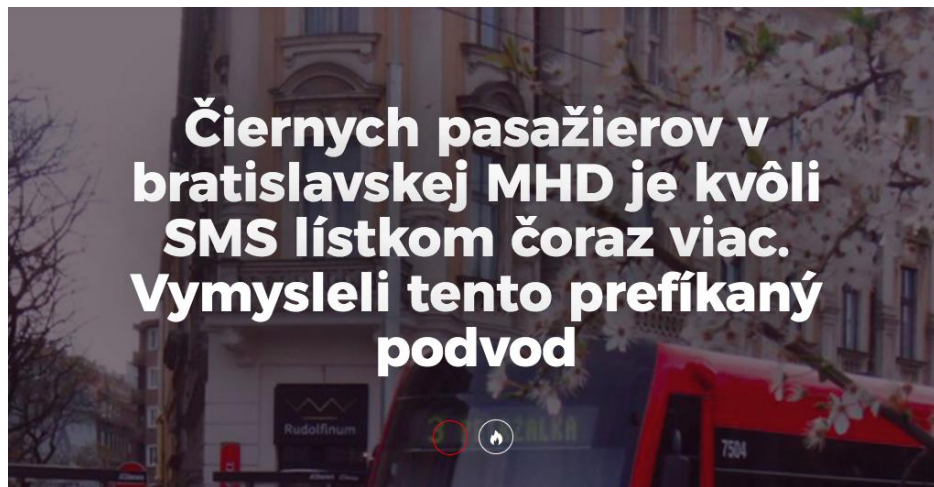 Čiernych pasažierov v
bratislavskej MHD je kvôli
SMS lístkom čoraz viac.
Vymysleli tento prefíkaný
podvod
Rudolfinum
7504